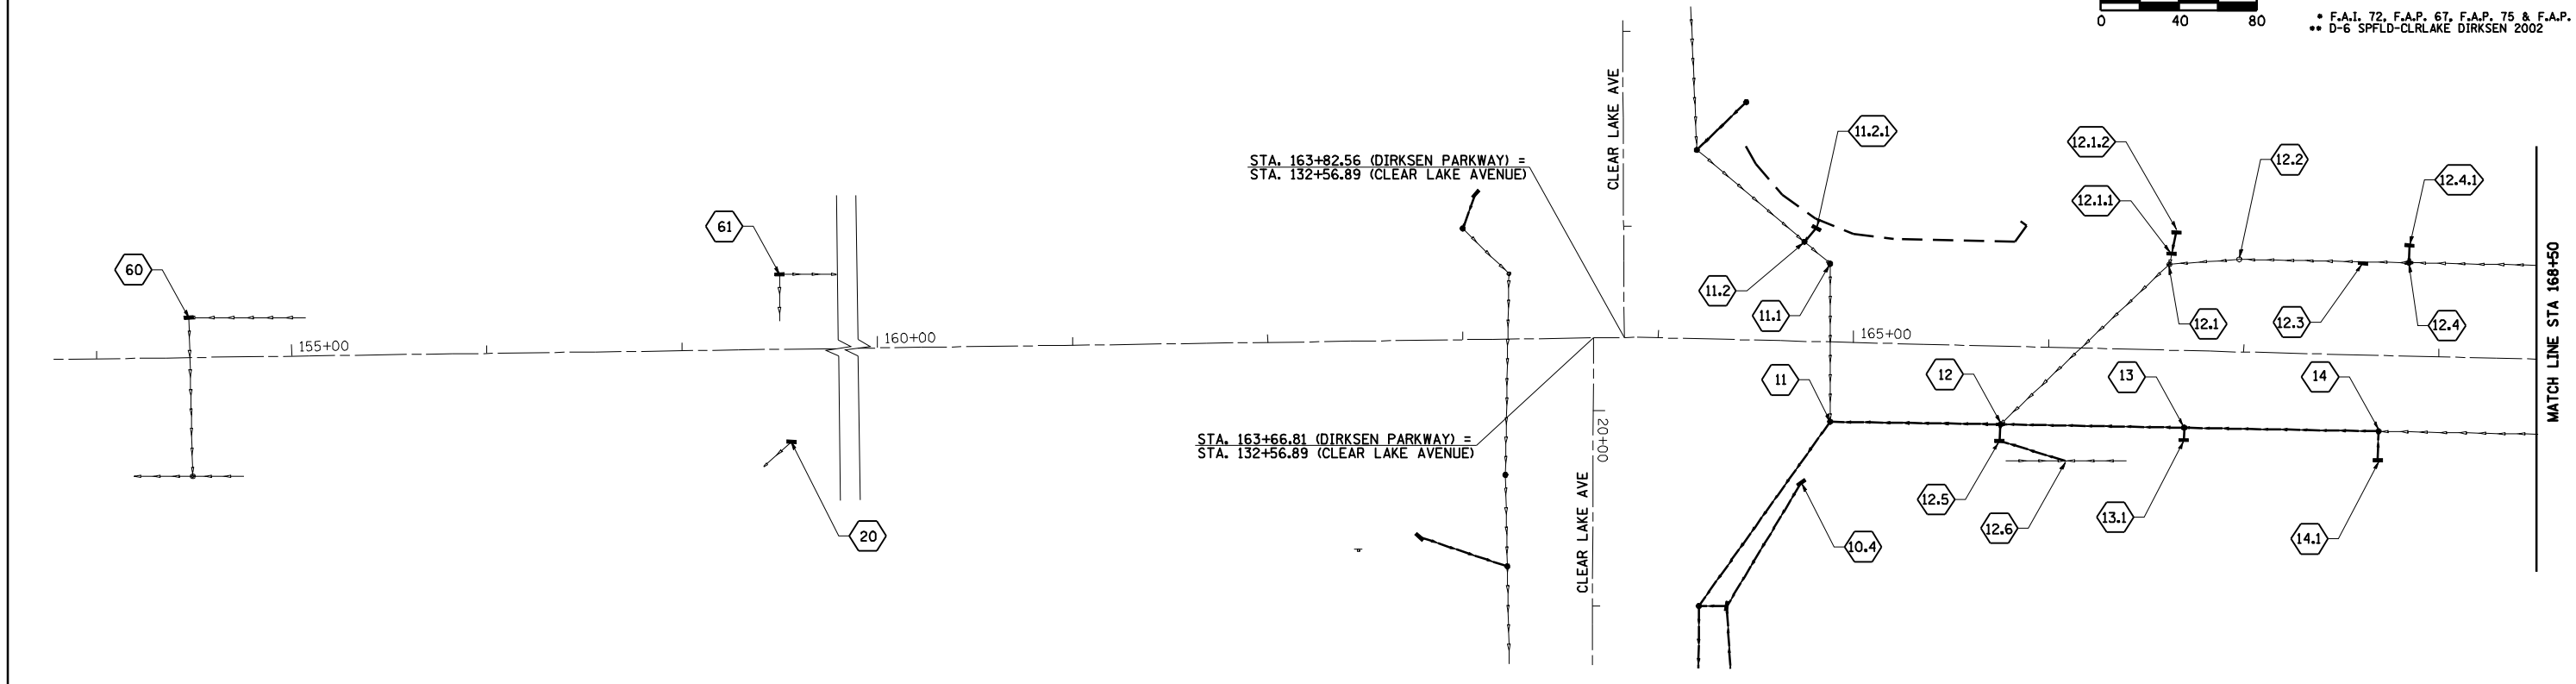 0 40 80
* F.A.I. 72, F.A.P. 67, F.A.P. 75 & F.A.P.
** D-6 SPFLD-CLRLAKE DIRKSEN 2002
CLEAR LAKE AVE
11.2.1
12.1.2
12.2
STA. 163+82.56 (DIRKSEN PARKWAY) =
STA. 132+56.89 (CLEAR LAKE AVENUE)
12.4.1
12.1.1
61
60
11.2
11.1
12.1
12.3
12.4
MATCH LINE STA 168+50
155+00
160+00
165+00
11
12
13
14
20+00
STA. 163+66.81 (DIRKSEN PARKWAY) =
STA. 132+56.89 (CLEAR LAKE AVENUE)
CLEAR LAKE AVE
12.5
12.6
13.1
14.1
20
10.4